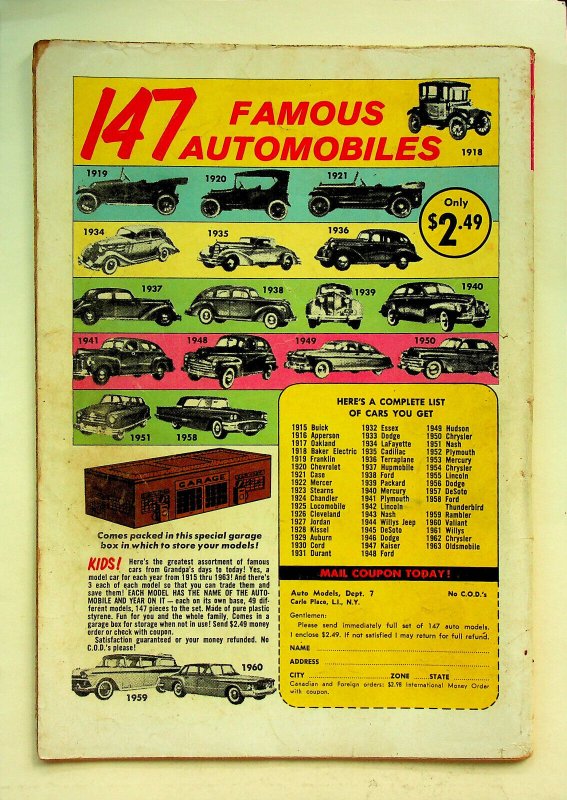 147 FAMOUS
AUTOMOBILES
1918
1919
1920
1921
Only
$2.49
1934
1935
1936
1937
1938
1939
1940
1941
1948
1949
1950
1951
1958
GARAGE
Comes packed in this special garage
box in which to store your models!
KIDS! Here's the greatest assortment of famous
cars from Grandpa's days to today! Yes, a
model car for each year from 1915 thru 1963! And there's
3 each of each model so that you can trade them and
save them! EACH MODEL HAS THE NAME OF THE AUTO-
MOBILE AND YEAR ON IT — each on its own base, 49 dif-
ferent models, 147 pieces to the set. Made of pure plastic
styrene. Fun for you and the whole family. Comes in a
garage box for storage when not in use! Send $2.49 money
order or check with coupon.
Satisfaction guaranteed or your money refunded. No
C.O.D.'s please!
1959
1960
HERE'S A COMPLETE LIST
OF CARS YOU GET
1915 Buick
1916 Apperson
1917 Oakland
1918 Baker Electric
1919 Franklin
1920 Chevrolet
1921 Case
1922 Mercer
1923 Stearns
1924 Chandler
1925 Locomobile
1926 Cleveland
1927 Jordan
1928 Kissel
1929 Auburn
1930 Cord
1931 Durant
1932 Essex
1933 Dodge
1934 LaFayette
1935 Cadillac
1936 Terraplane
1937 Hupmobile
1938 Ford
1939 Packard
1940 Mercury
1941 Plymouth
1942 Lincoln
1943 Nash
1944 Willys Jeep
1945 DeSoto
1946 Dodge
1947 Kaiser
1948 Ford
1949 Hudson
1950 Chrysler
1951 Nash
1952 Plymouth
1953 Mercury
1954 Chrysler
1955 Lincoln
1956 Dodge
1957 DeSoto
1958 Ford
Thunderbird
1959 Rambler
1960 Valiant
1961 Willys
1962 Chrysler
1963 Oldsmobile
MAIL COUPON TODAY!
Auto Models, Dept. 7 No C.O.D.'s
Carle Place, L.I., N.Y.
Gentlemen:
Please send immediately full set of 147 auto models.
I enclose $2.49. If not satisfied I may return for full refund.
NAME
ADDRESS
CITY ZONE STATE
Canadian and Foreign orders: $2.98 International Money Order
with coupon.